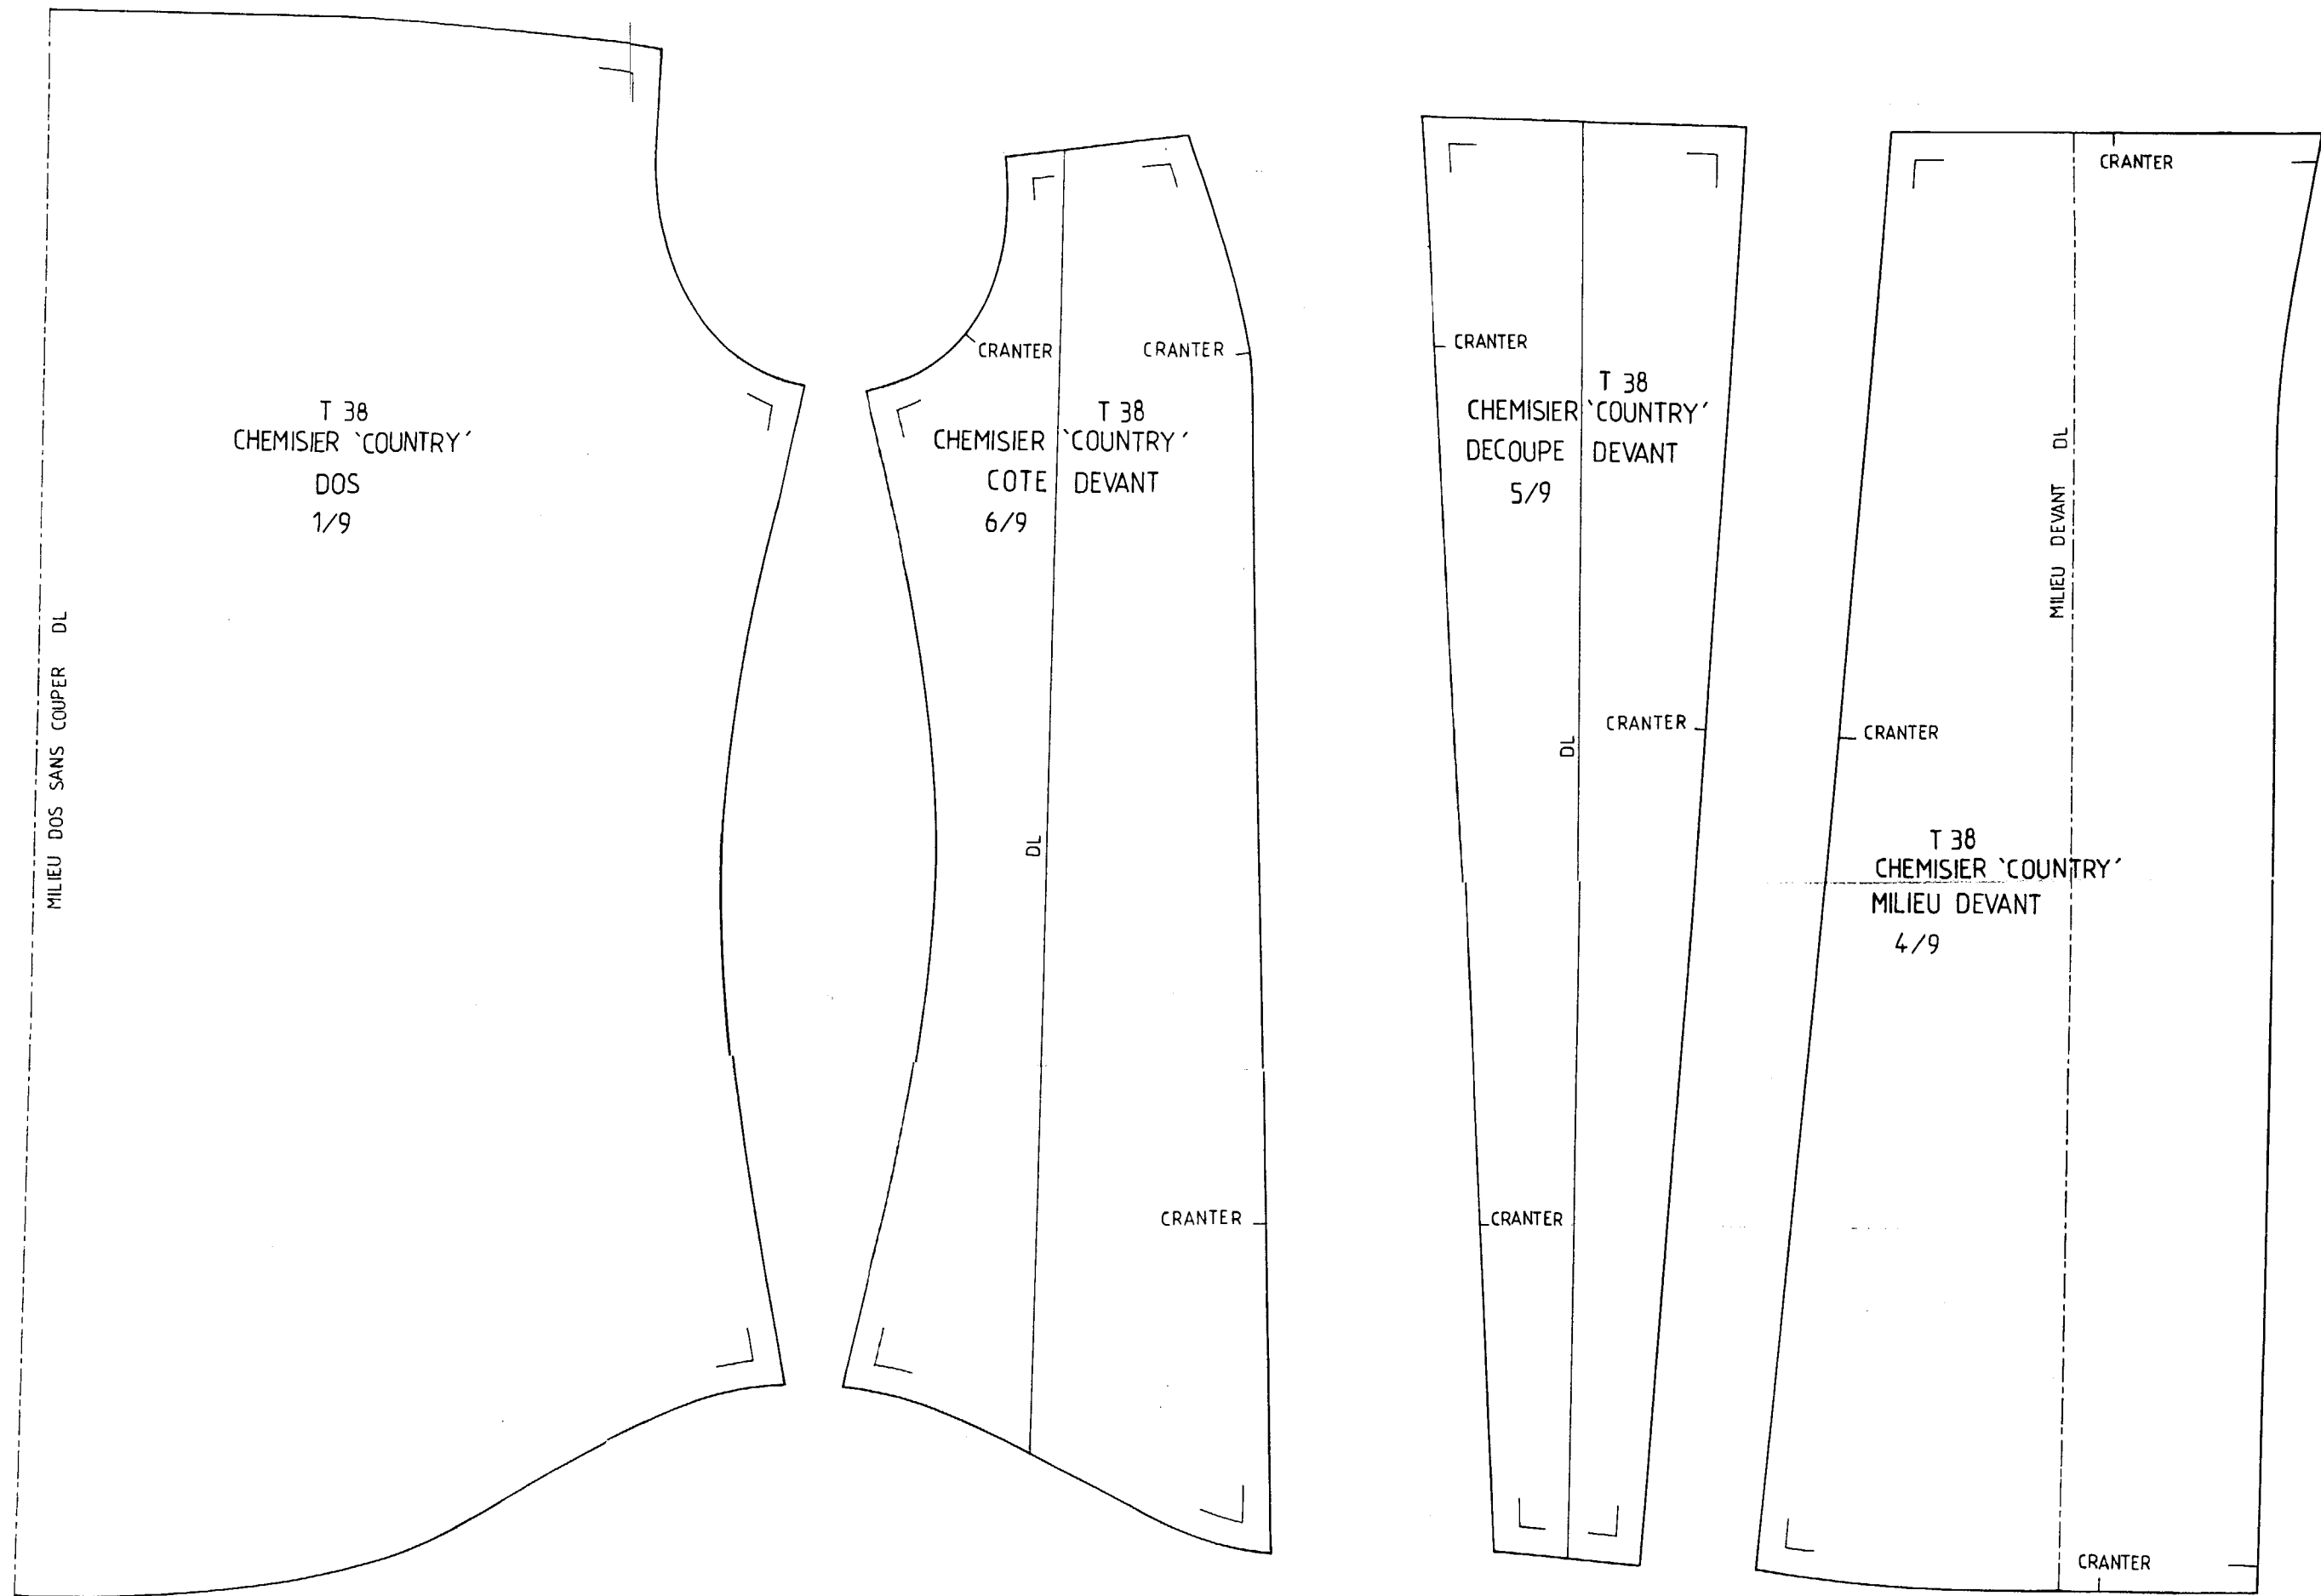 MILIEU DOS SANS COUPER DL
T 38
CHEMISIER `COUNTRY´
DOS
1/9
T 38
CHEMISIER `COUNTRY´
COTE DEVANT
6/9
CRANTER
CRANTER
DL
CRANTER
T 38
CHEMISIER `COUNTRY´
DECOUPE DEVANT
5/9
CRANTER
CRANTER
DL
CRANTER
CRANTER
MILIEU DEVANT DL
CRANTER
T 38
CHEMISIER `COUNTRY´
MILIEU DEVANT
4/9
CRANTER